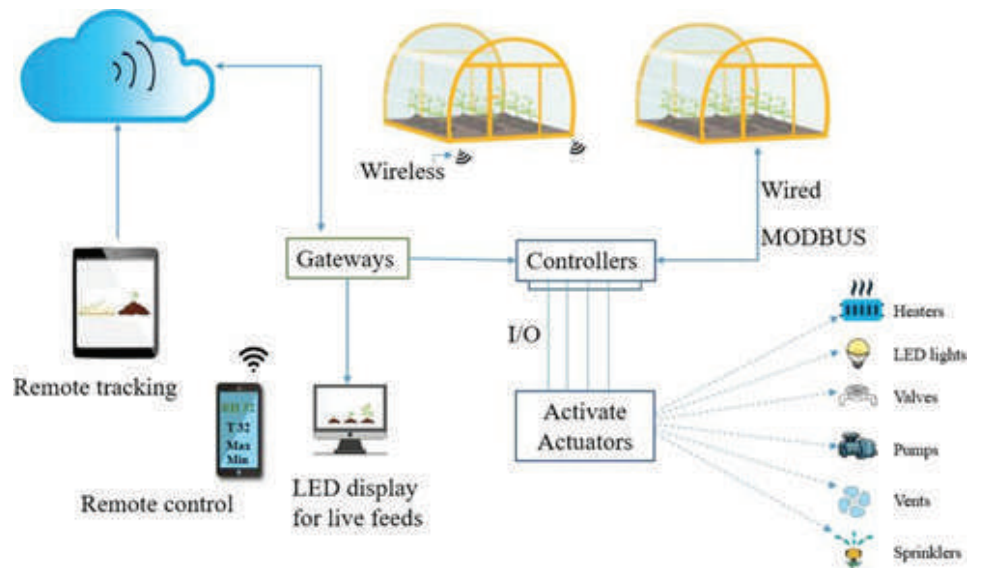 Wireless
Wired
MODBUS
Gateways
Controllers
I/O
Heaters
LED lights
Valves
Pumps
Vents
Sprinklers
Activate
Actuators
Remote tracking
T32
Max
Min
Remote control
LED display
for live feeds